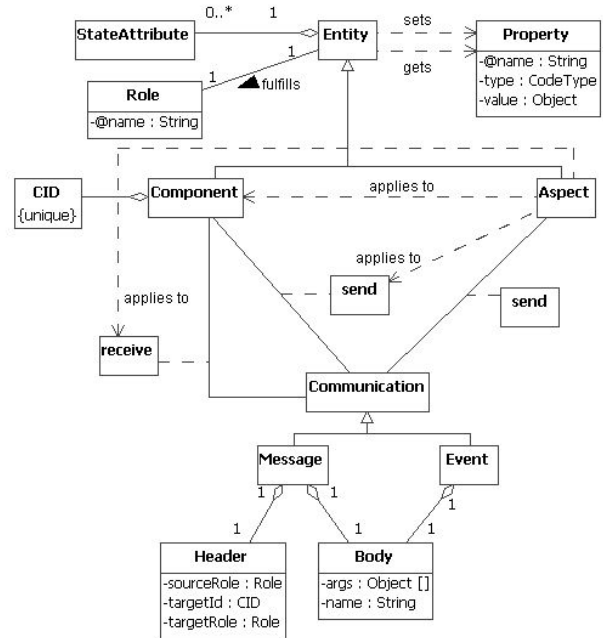 0..* 1
StateAttribute
Entity
sets
gets
Property
-@name : String
-type : CodeType
-value : Object
1
1
fulfills
Role
-@name : String
CID
{unique}
Component
applies to
Aspect
applies to
send
send
applies to
receive
Communication
Message
Event
1 1 1
1 1 1
Header
-sourceRole : Role
-targetId : CID
-targetRole : Role
Body
-args : Object []
-name : String